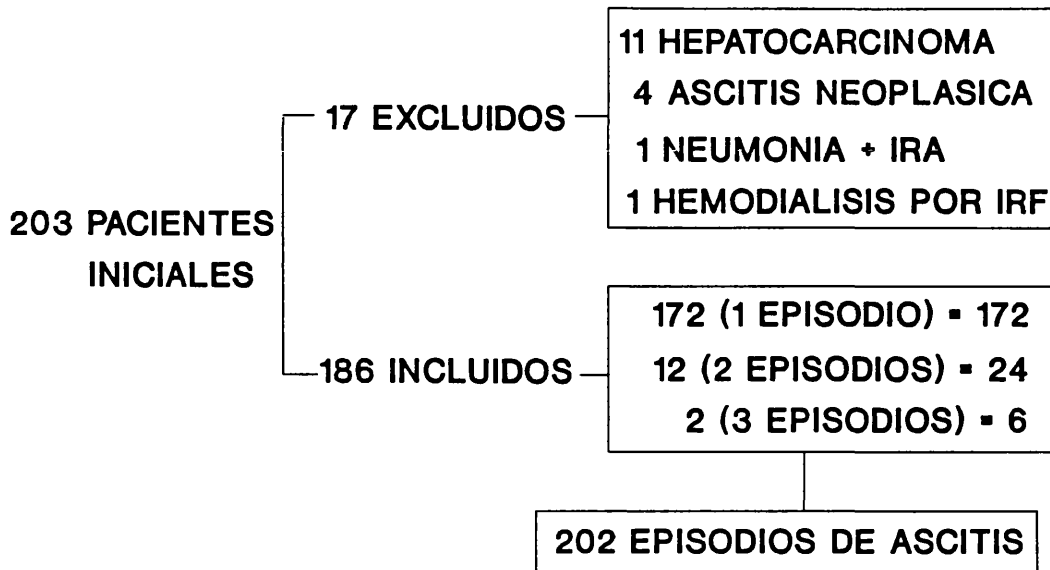 203 PACIENTES
INICIALES
17 EXCLUIDOS
11 HEPATOCARCINOMA
4 ASCITIS NEOPLASICA
1 NEUMONIA + IRA
1 HEMODIALISIS POR IRF
186 INCLUIDOS
172 (1 EPISODIO) = 172
12 (2 EPISODIOS) = 24
2 (3 EPISODIOS) = 6
202 EPISODIOS DE ASCITIS